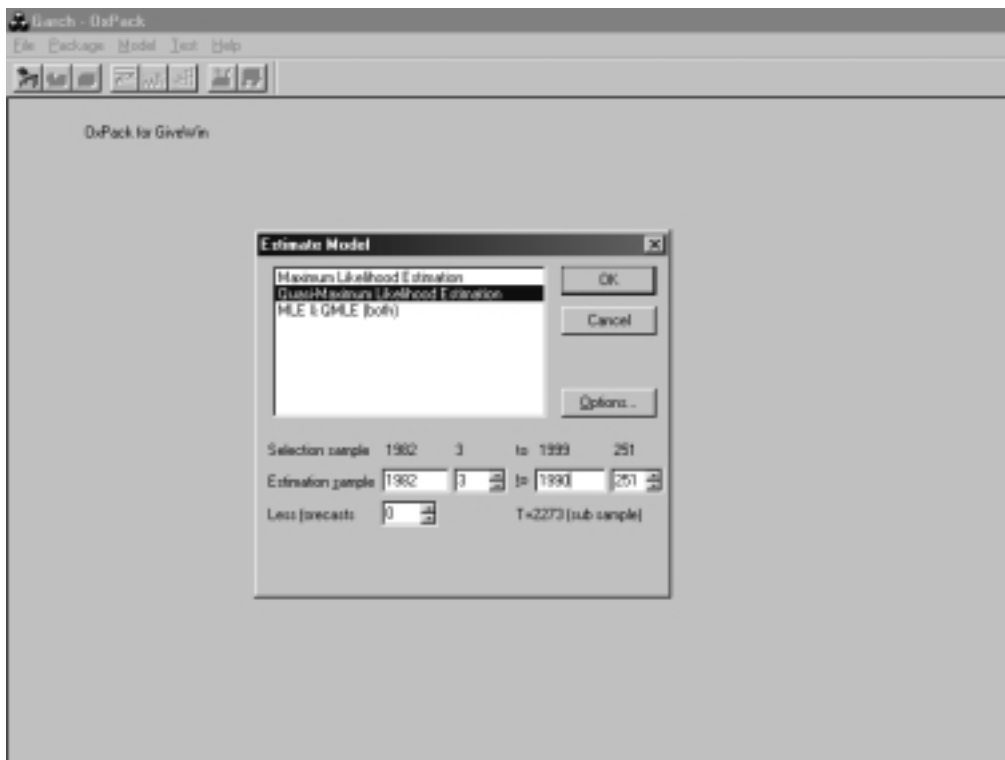 Garch - OxPack
File Package Model Test Help
OxPack for GiveWin
Estimate Model
Maximum Likelihood Estimation
Quasi-Maximum Likelihood Estimation
MLE & QMLE (both)
OK
Cancel
Options...
Selection sample 1982 3 to 1999 251
Estimation sample 1982 3 to 1990 251
Less forecasts 0 T=2273 (sub sample)